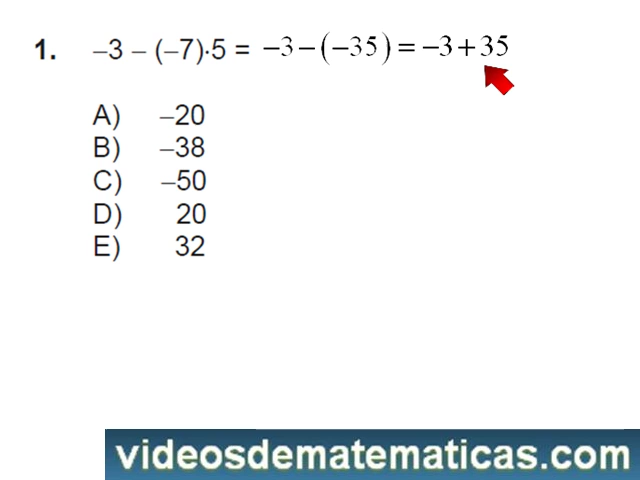 1. –3 – (–7)·5 = −3−(−35) = −3+35
A) –20
B) –38
C) –50
D) 20
E) 32
videosdematematicas.com